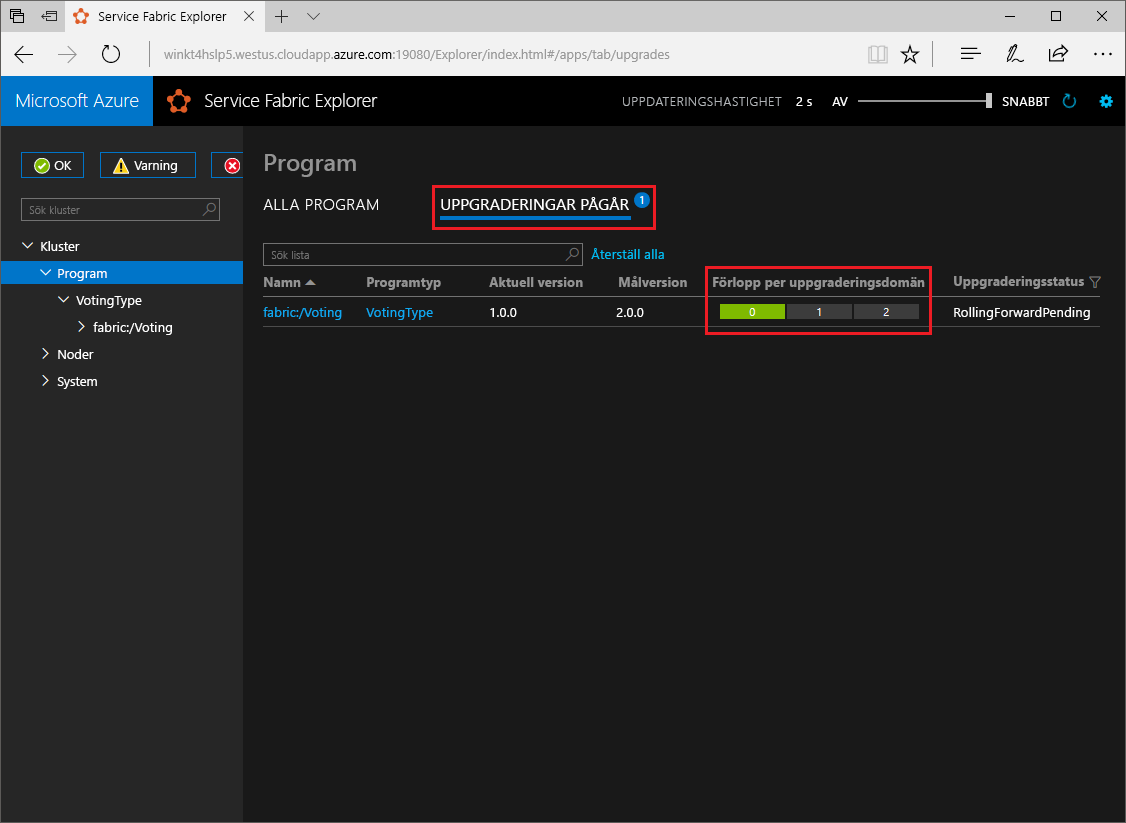 Service Fabric Explorer
winkt4hslp5.westus.cloudapp.azure.com:19080/Explorer/index.html#/apps/tab/upgrades
Microsoft Azure
Service Fabric Explorer
UPPDATERINGSHASTIGHET 2 s AV SNABBT
OK Varning
Sök kluster
Kluster
Program
VotingType
fabric:/Voting
Noder
System
Program
ALLA PROGRAM UPPGRADERINGAR PÅGÅR 1
Sök lista Återställ alla
Namn Programtyp Aktuell version Målversion Förlopp per uppgraderingsdomän Uppgraderingsstatus
fabric:/Voting VotingType 1.0.0 2.0.0 0 1 2 RollingForwardPending